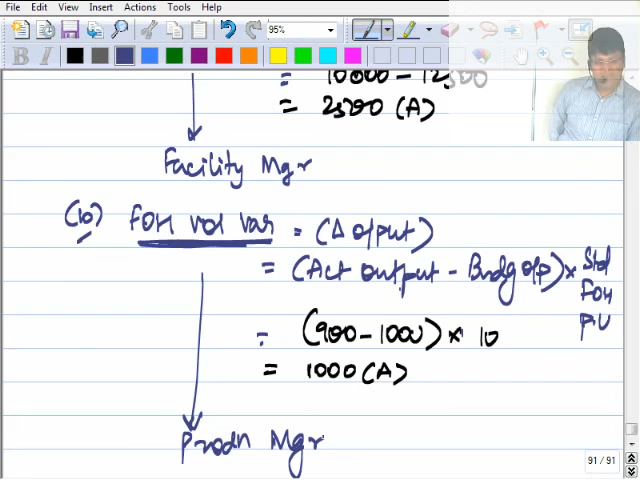 File Edit View Insert Actions Tools Help
95%
= 10000 - 12500
= 2500 (A)
Facility Mgr
(10) FOH vol var = (Δ o/put)
= (Act output - Budg o/p) × Std FOH P.U
= (900 - 1000) × 10
= 1000 (A)
Prodn Mgr
91 / 91
B